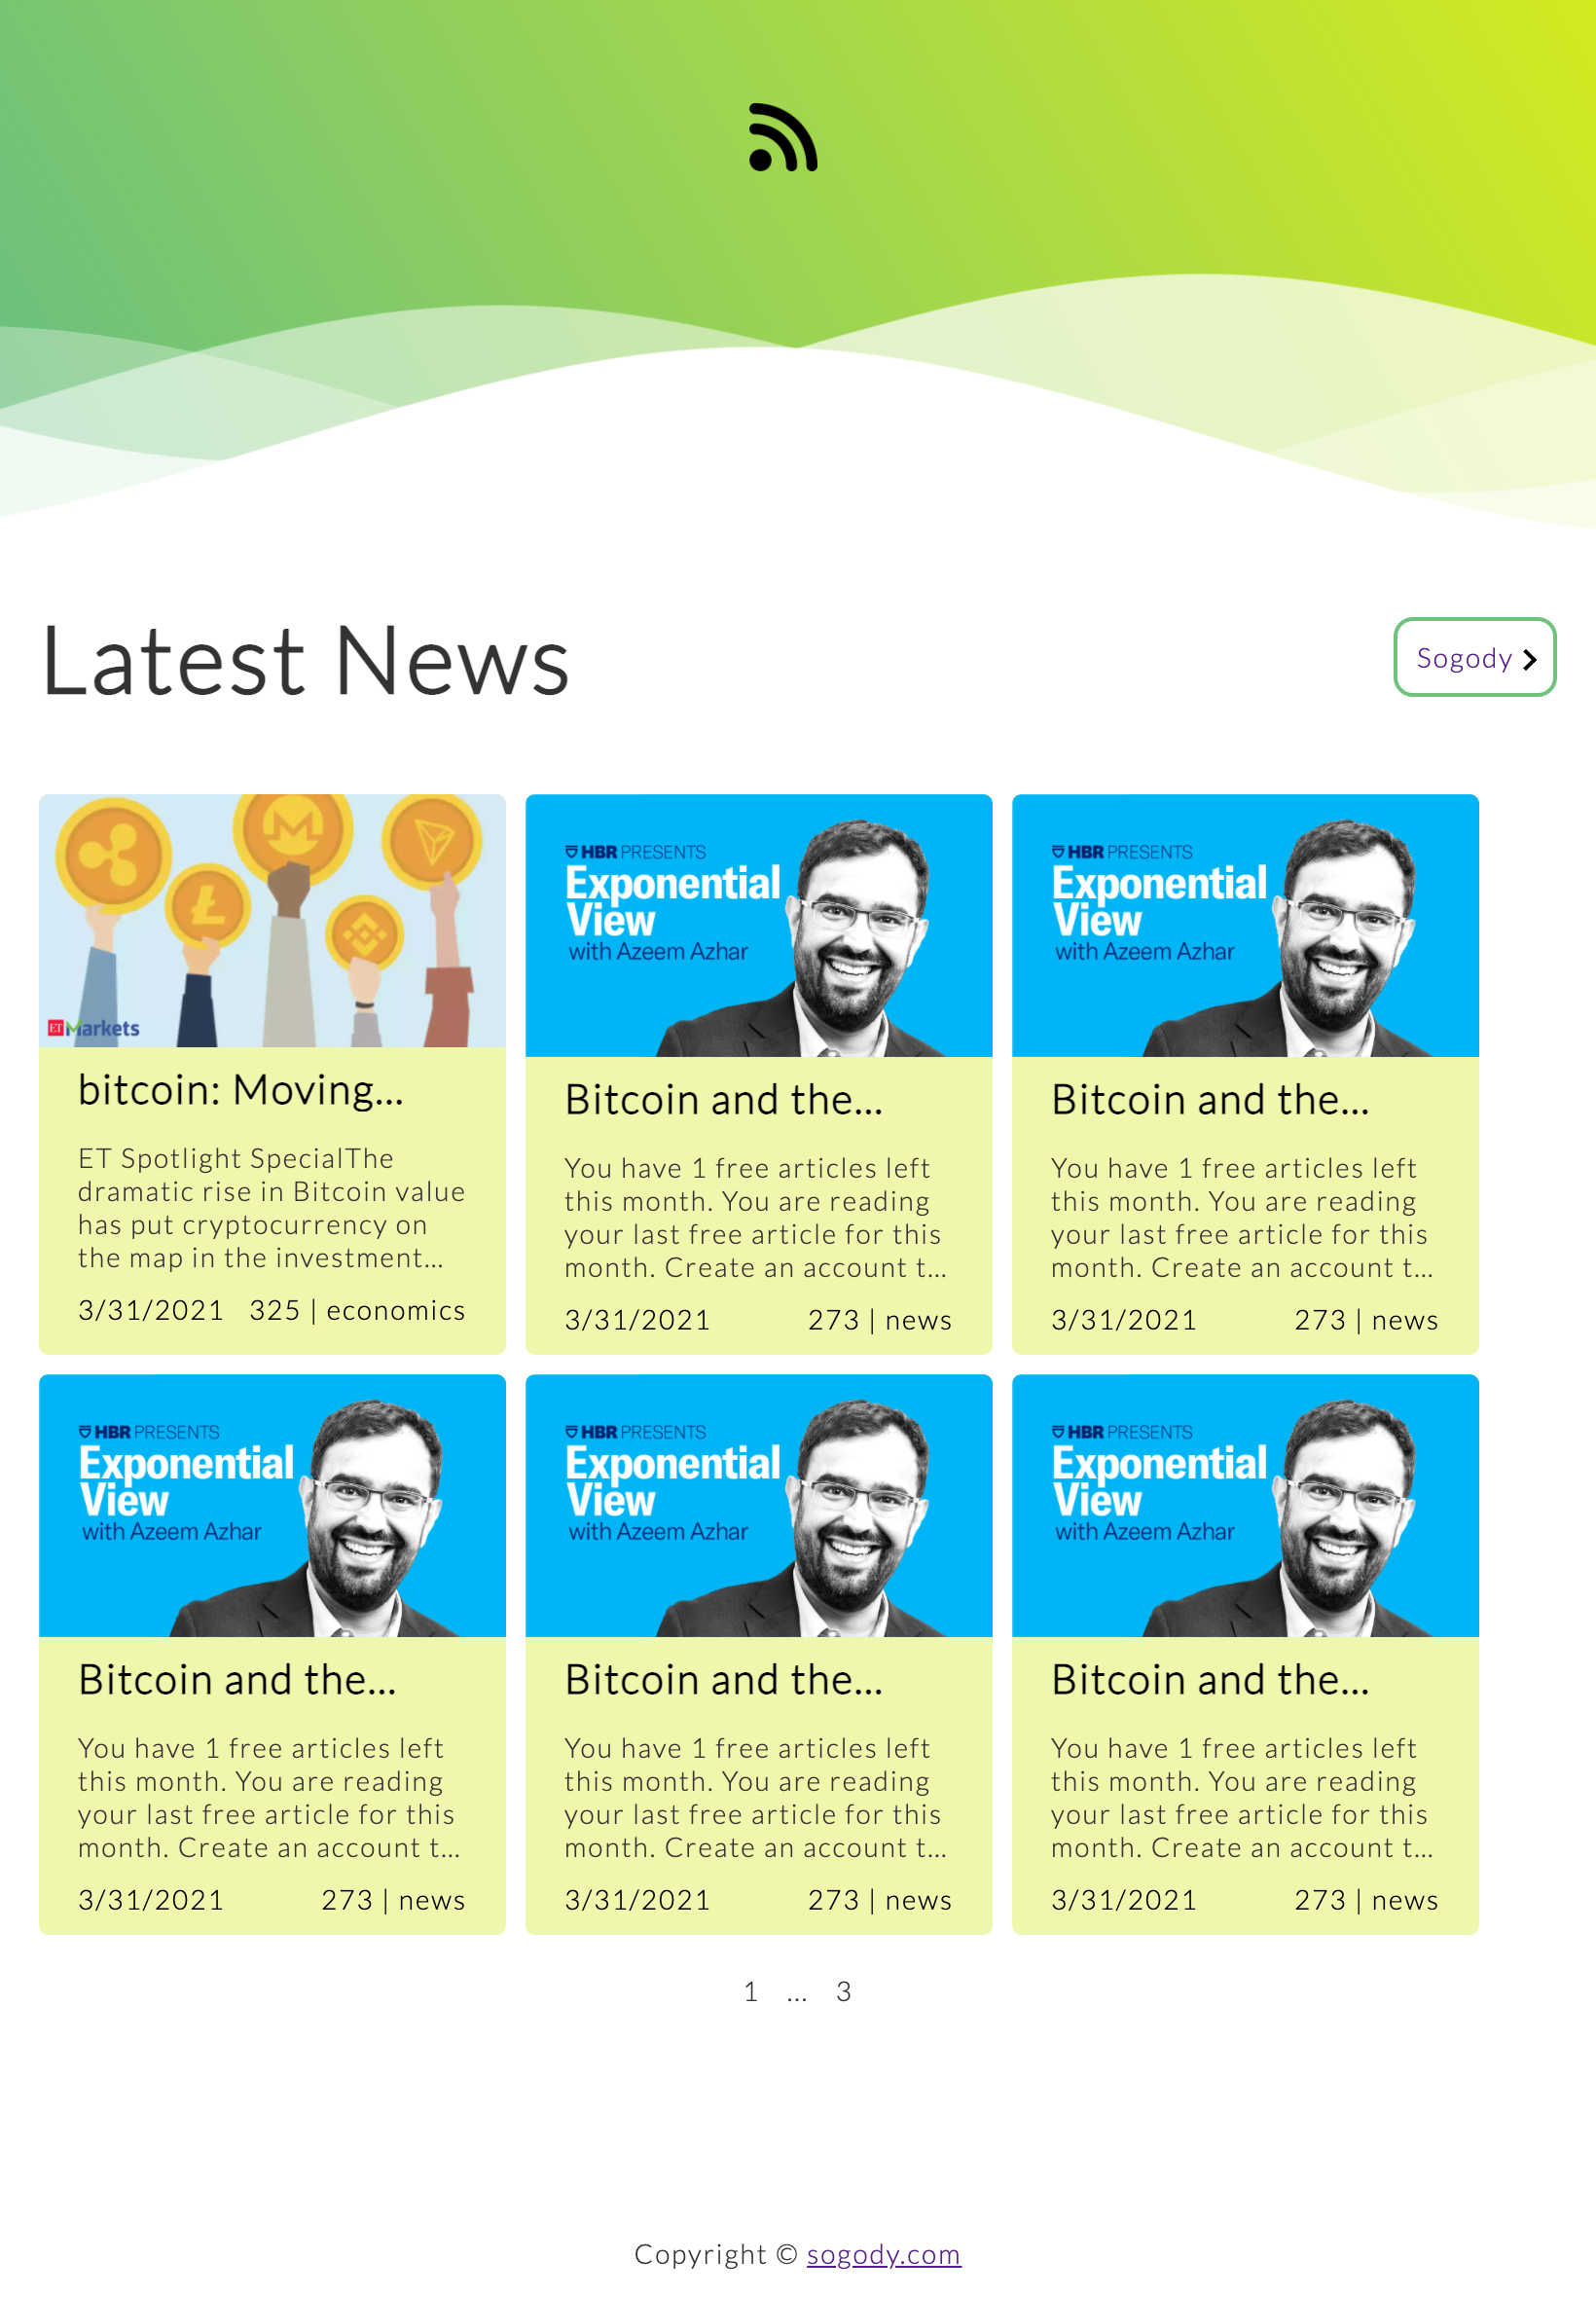 Latest News
Sogody
ET Markets
bitcoin: Moving...
ET Spotlight SpecialThe
dramatic rise in Bitcoin value
has put cryptocurrency on
the map in the investment...
3/31/2021 325 | economics
HBR PRESENTS
Exponential
View
with Azeem Azhar
Bitcoin and the...
You have 1 free articles left
this month. You are reading
your last free article for this
month. Create an account t...
3/31/2021 273 | news
HBR PRESENTS
Exponential
View
with Azeem Azhar
Bitcoin and the...
You have 1 free articles left
this month. You are reading
your last free article for this
month. Create an account t...
3/31/2021 273 | news
HBR PRESENTS
Exponential
View
with Azeem Azhar
Bitcoin and the...
You have 1 free articles left
this month. You are reading
your last free article for this
month. Create an account t...
3/31/2021 273 | news
HBR PRESENTS
Exponential
View
with Azeem Azhar
Bitcoin and the...
You have 1 free articles left
this month. You are reading
your last free article for this
month. Create an account t...
3/31/2021 273 | news
HBR PRESENTS
Exponential
View
with Azeem Azhar
Bitcoin and the...
You have 1 free articles left
this month. You are reading
your last free article for this
month. Create an account t...
3/31/2021 273 | news
1 ... 3
Copyright © sogody.com